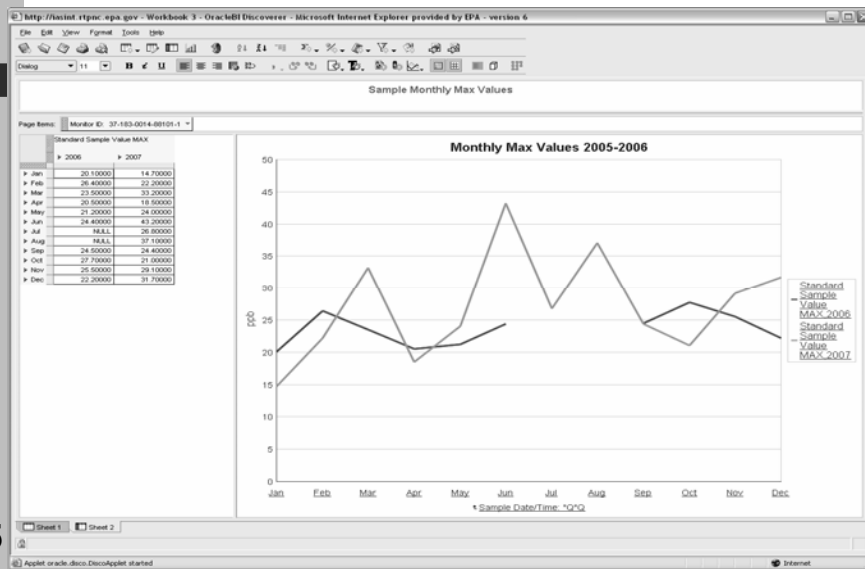 http://iasint.rtpnc.epa.gov - Workbook 3 - OracleBI Discoverer - Microsoft Internet Explorer provided by EPA - version 6
File Edit View Format Tools Help
Dialog 11 B U
Sample Monthly Max Values
Page Items: Monitor ID: 37-183-0014-88101-1
Standard Sample Value MAX
2006 2007
Jan 20.10000 14.70000
Feb 26.40000 22.20000
Mar 23.50000 33.20000
Apr 20.50000 18.50000
May 21.20000 24.00000
Jun 24.40000 43.20000
Jul NULL 26.80000
Aug NULL 37.10000
Sep 24.50000 24.40000
Oct 27.70000 21.00000
Nov 25.50000 29.10000
Dec 22.20000 31.70000
Monthly Max Values 2005-2006
50
45
40
35
30
25
20
15
10
5
0
ppb
Jan Feb Mar Apr May Jun Jul Aug Sep Oct Nov Dec
Sample Date/Time: "Q"Q
Standard
Sample
Value
MAX,2006
Standard
Sample
Value
MAX,2007
Sheet 1 Sheet 2
Applet oracle.disco.DiscoApplet started
Internet